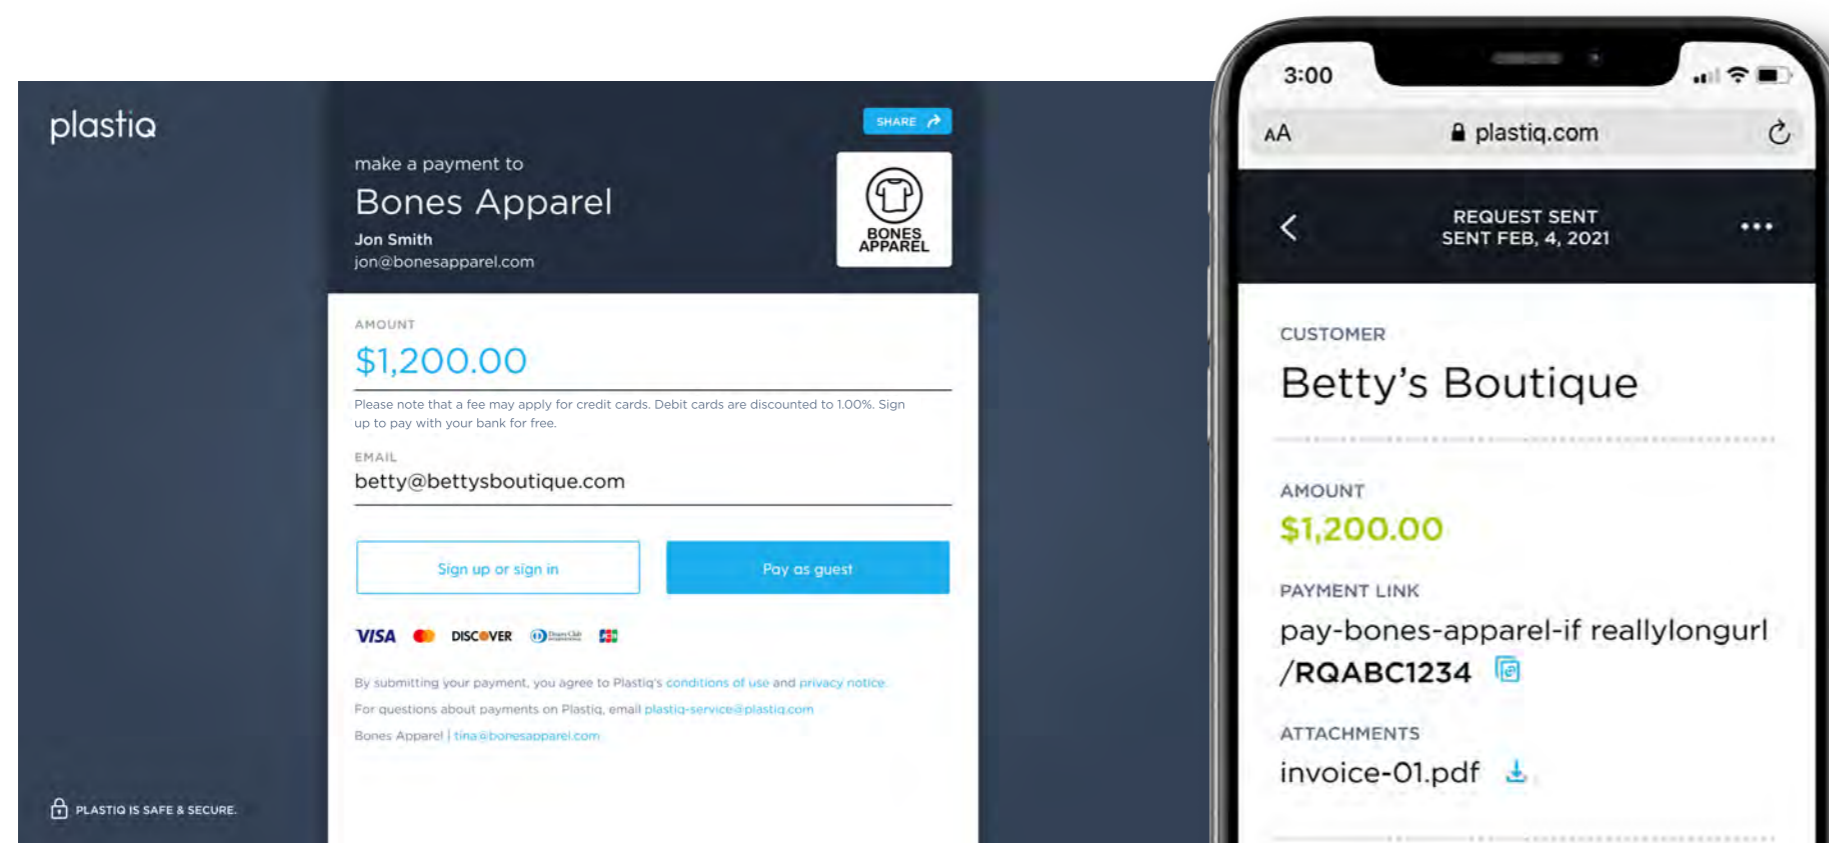 plastiq
SHARE
make a payment to
Bones Apparel
Jon Smith
jon@bonesapparel.com
BONES
APPAREL
AMOUNT
$1,200.00
Please note that a fee may apply for credit cards. Debit cards are discounted to 1.00%. Sign
up to pay with your bank for free.
EMAIL
betty@bettysboutique.com
Sign up or sign in
Pay as guest
VISA
DISCOVER
Diners Club
JCB
By submitting your payment, you agree to Plastiq's conditions of use and privacy notice.
For questions about payments on Plastiq, email plastiq-service@plastiq.com
Bones Apparel | tina@bonesapparel.com
PLASTIQ IS SAFE & SECURE.
3:00
AA
plastiq.com
REQUEST SENT
SENT FEB, 4, 2021
CUSTOMER
Betty's Boutique
AMOUNT
$1,200.00
PAYMENT LINK
pay-bones-apparel-if reallylongurl
/RQABC1234
ATTACHMENTS
invoice-01.pdf